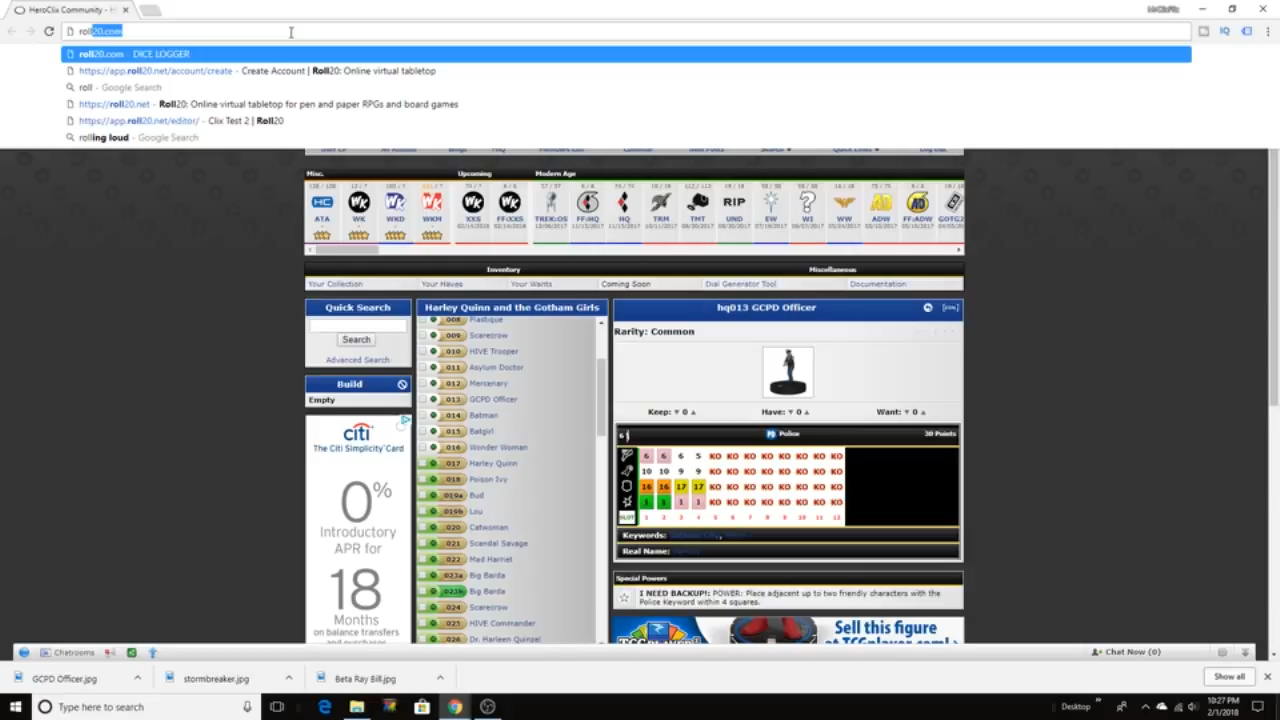 HeroClix Community - H
roll20.com
roll20.com DICE LOGGER
https://app.roll20.net/account/create - Create Account | Roll20: Online virtual tabletop
roll - Google Search
https://roll20.net - Roll20: Online virtual tabletop for pen and paper RPGs and board games
https://app.roll20.net/editor/ - Clix Test 2 | Roll20
rolling loud - Google Search
Misc. Upcoming Modern Age
ATA WK WKD WKM XXS FF:XXS TREK:OS FF:HQ HQ TRM TMT UND EW WI WW ADW FF:ADW GOTG2
Inventory Miscellaneous
Your Collection Your Haves Your Wants Coming Soon Dial Generator Tool Documentation
Quick Search
Search
Advanced Search
Build
Empty
citi
The Citi Simplicity Card
0%
Introductory
APR for
18
Months
on balance transfers
and purchases
Harley Quinn and the Gotham Girls
008 Plastique
009 Scarecrow
010 HIVE Trooper
011 Asylum Doctor
012 Mercenary
013 GCPD Officer
014 Batman
015 Batgirl
016 Wonder Woman
017 Harley Quinn
018 Poison Ivy
019a Bud
019b Lou
020 Catwoman
021 Scandal Savage
022 Mad Harriet
023a Big Barda
023b Big Barda
024 Scarecrow
025 HIVE Commander
026 Dr. Harleen Quinzel
hq013 GCPD Officer
Rarity: Common
Keep: 0 Have: 0 Want: 0
6 Police 30 Points
6 6 6 5 KO KO KO KO KO KO KO KO
10 10 9 9 KO KO KO KO KO KO KO KO
16 16 17 17 KO KO KO KO KO KO KO KO
1 1 1 1 KO KO KO KO KO KO KO KO
SLOT 1 2 3 4 5 6 7 8 9 10 11 12
Keywords:
Real Name:
Special Powers
I NEED BACKUP!: POWER: Place adjacent up to two friendly characters with the
Police Keyword within 4 squares.
Sell this figure
at TCGplayer.com!
Chatrooms
Chat Now (0)
GCPD Officer.jpg stormbreaker.jpg Beta Ray Bill.jpg Show all
Type here to search
Desktop
10:27 PM
2/1/2018